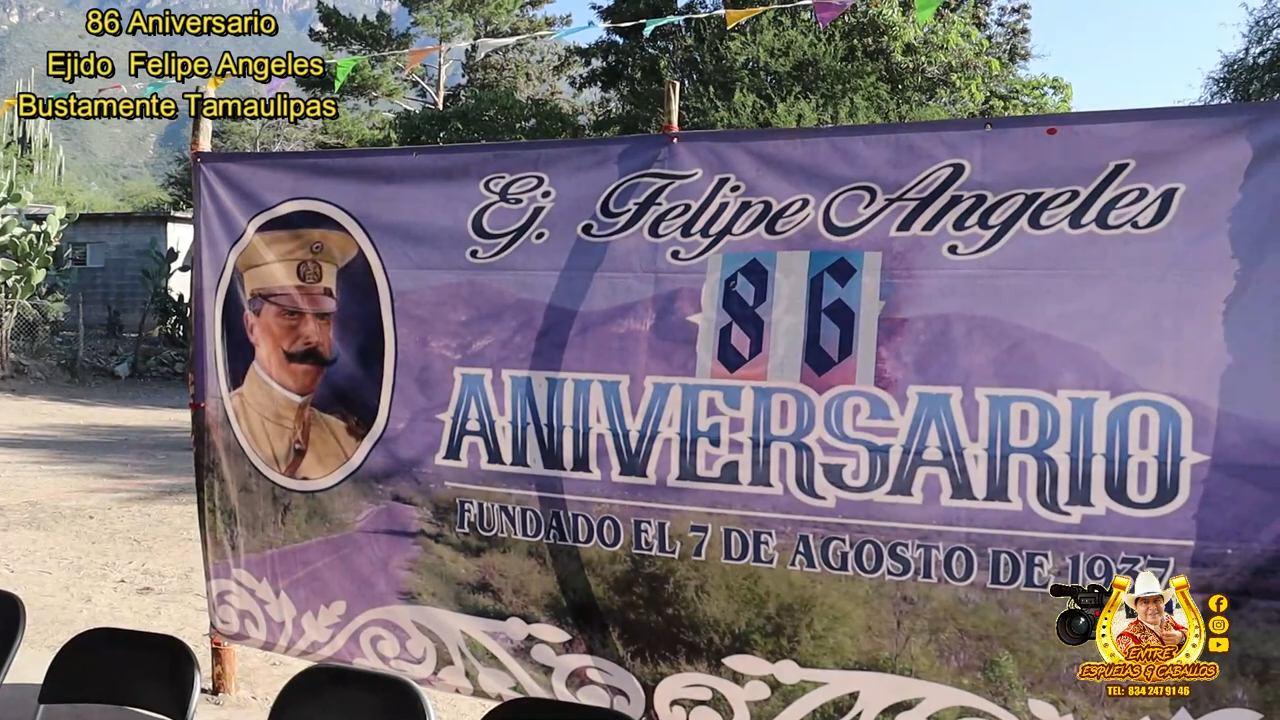 86 Aniversario
Ejido Felipe Angeles
Bustamente Tamaulipas
Ej. Felipe Angeles
86
ANIVERSARIO
FUNDADO EL 7 DE AGOSTO DE 1937
ENTRE
ESPUELAS Y CABALLOS
TEL: 834 247 91 46